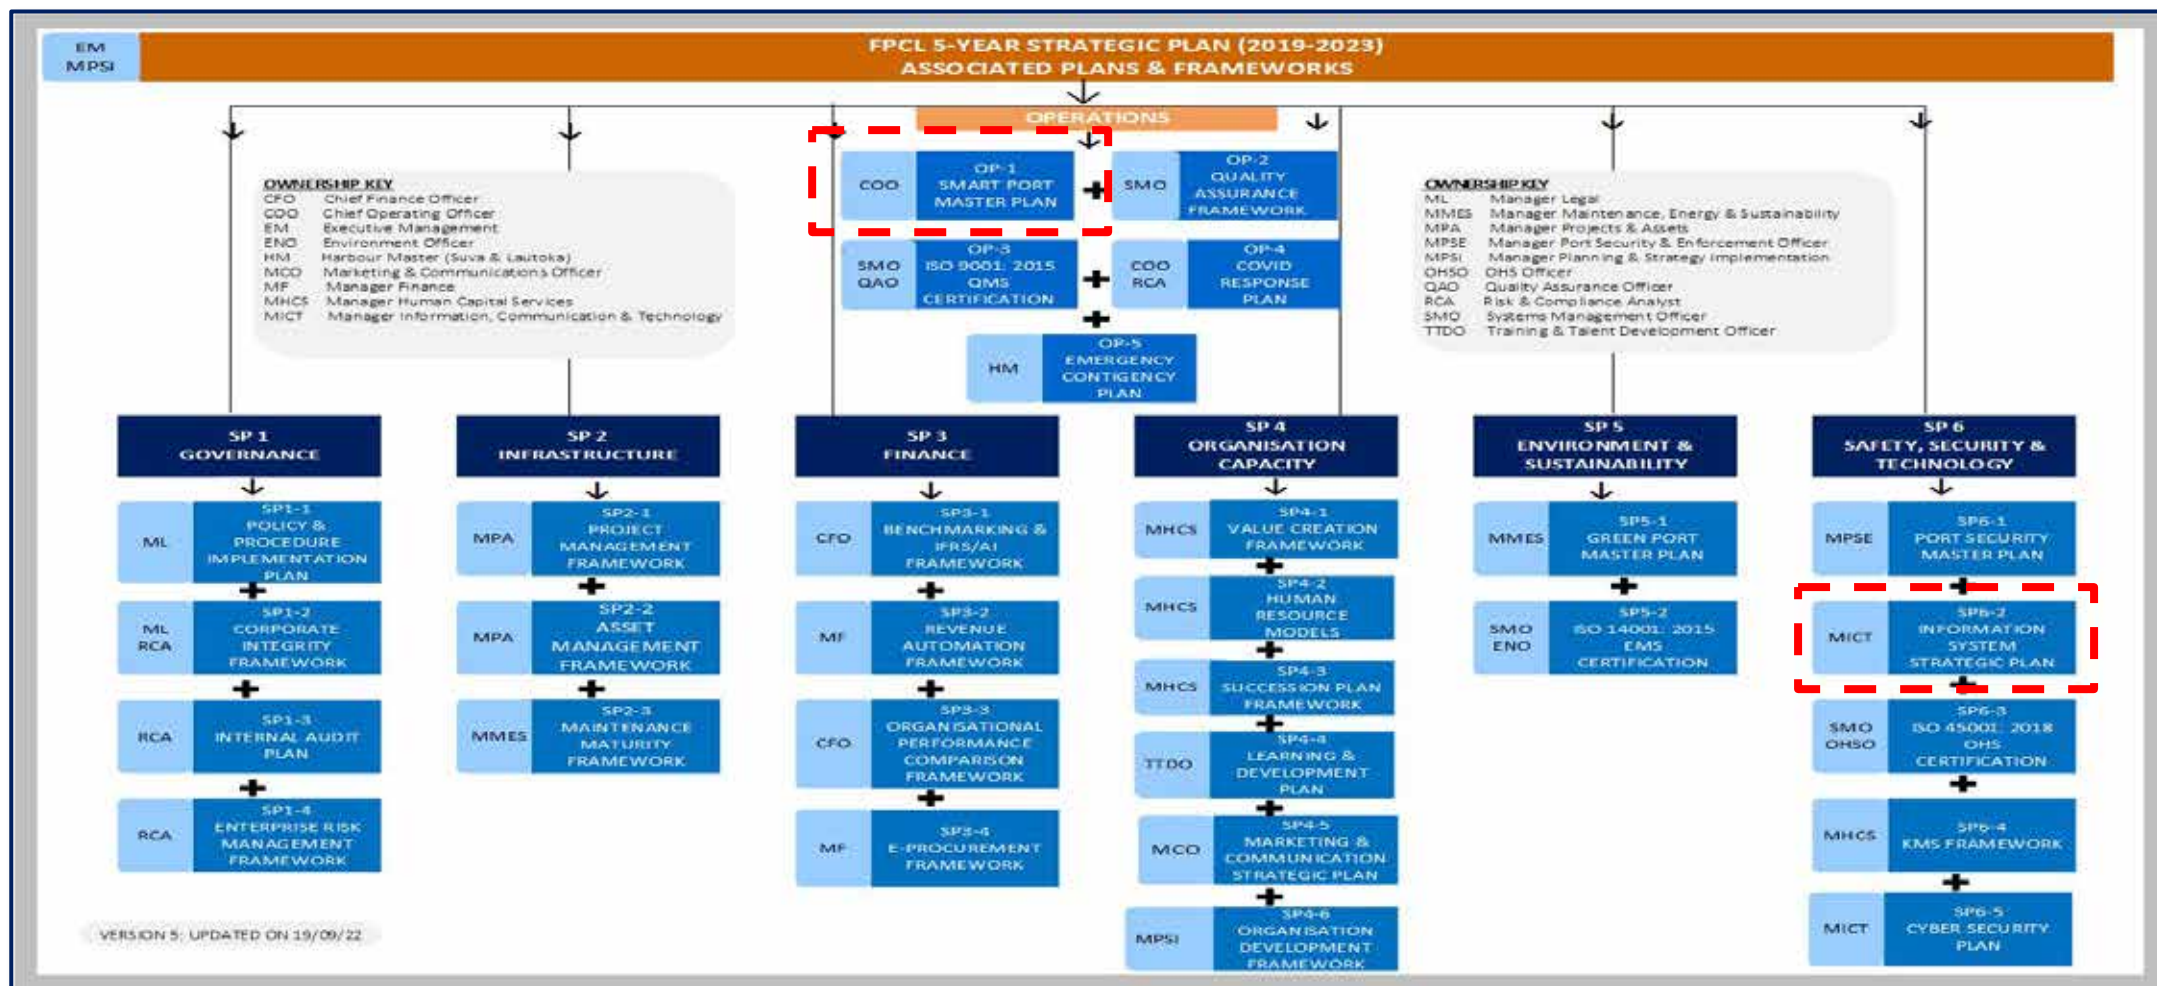 EM
MPSI
FPCL 5-YEAR STRATEGIC PLAN (2019-2023)
ASSOCIATED PLANS & FRAMEWORKS
OPERATIONS
COO
OP-1
SMART PORT
MASTER PLAN
SMO
OP-2
QUALITY
ASSURANCE
FRAMEWORK
SMO
QAO
OP-3
ISO 9001: 2015
QMS
CERTIFICATION
COO
RCA
OP-4
COVID
RESPONSE
PLAN
HM
OP-5
EMERGENCY
CONTIGENCY
PLAN
OWNERSHIP KEY
CFO Chief Finance Officer
COO Chief Operating Officer
EM Executive Management
ENO Environment Officer
HM Harbour Master (Suva & Lautoka)
MCO Marketing & Communications Officer
MF Manager Finance
MHCS Manager Human Capital Services
MICT Manager Information, Communication & Technology
OWNERSHIP KEY
ML Manager Legal
MMES Manager Maintenance, Energy & Sustainability
MPA Manager Projects & Assets
MPSE Manager Port Security & Enforcement Officer
MPSI Manager Planning & Strategy Implementation
OHSO OHS Officer
QAO Quality Assurance Officer
RCA Risk & Compliance Analyst
SMO Systems Management Officer
TTDO Training & Talent Development Officer
SP 1
GOVERNANCE
ML
SP1-1
POLICY &
PROCEDURE
IMPLEMENTATION
PLAN
ML
RCA
SP1-2
CORPORATE
INTEGRITY
FRAMEWORK
RCA
SP1-3
INTERNAL AUDIT
PLAN
RCA
SP1-4
ENTERPRISE RISK
MANAGEMENT
FRAMEWORK
SP 2
INFRASTRUCTURE
MPA
SP2-1
PROJECT
MANAGEMENT
FRAMEWORK
MPA
SP2-2
ASSET
MANAGEMENT
FRAMEWORK
MMES
SP2-3
MAINTENANCE
MATURITY
FRAMEWORK
SP 3
FINANCE
CFO
SP3-1
BENCHMARKING &
IFRS/AI
FRAMEWORK
MF
SP3-2
REVENUE
AUTOMATION
FRAMEWORK
CFO
SP3-3
ORGANISATIONAL
PERFORMANCE
COMPARISON
FRAMEWORK
MF
SP3-4
E-PROCUREMENT
FRAMEWORK
SP 4
ORGANISATION
CAPACITY
MHCS
SP4-1
VALUE CREATION
FRAMEWORK
MHCS
SP4-2
HUMAN
RESOURCE
MODELS
MHCS
SP4-3
SUCCESSION PLAN
FRAMEWORK
TTDO
SP4-4
LEARNING &
DEVELOPMENT
PLAN
MCO
SP4-5
MARKETING &
COMMUNICATION
STRATEGIC PLAN
MPSI
SP4-6
ORGANISATION
DEVELOPMENT
FRAMEWORK
SP 5
ENVIRONMENT &
SUSTAINABILITY
MMES
SP5-1
GREEN PORT
MASTER PLAN
SMO
ENO
SP5-2
ISO 14001: 2015
EMS
CERTIFICATION
SP 6
SAFETY, SECURITY &
TECHNOLOGY
MPSE
SP6-1
PORT SECURITY
MASTER PLAN
MICT
SP6-2
INFORMATION
SYSTEM
STRATEGIC PLAN
SMO
OHSO
SP6-3
ISO 45001: 2018
OHS
CERTIFICATION
MHCS
SP6-4
KMS FRAMEWORK
MICT
SP6-5
CYBER SECURITY
PLAN
VERSION 5: UPDATED ON 19/09/22